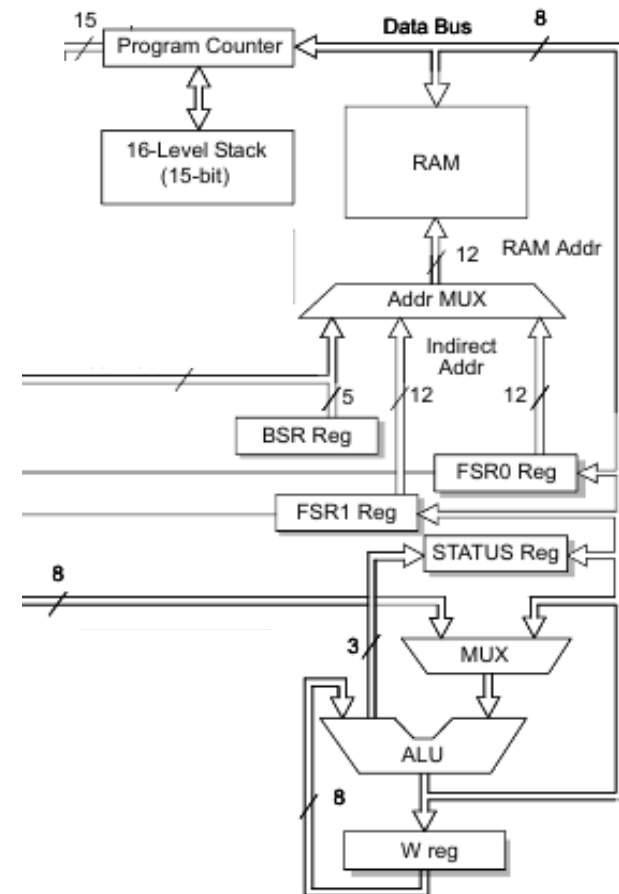 15
Program Counter
Data Bus
8
16-Level Stack
(15-bit)
RAM
12
RAM Addr
Addr MUX
Indirect
Addr
5
12
12
BSR Reg
FSR0 Reg
FSR1 Reg
STATUS Reg
8
3
MUX
ALU
8
W reg